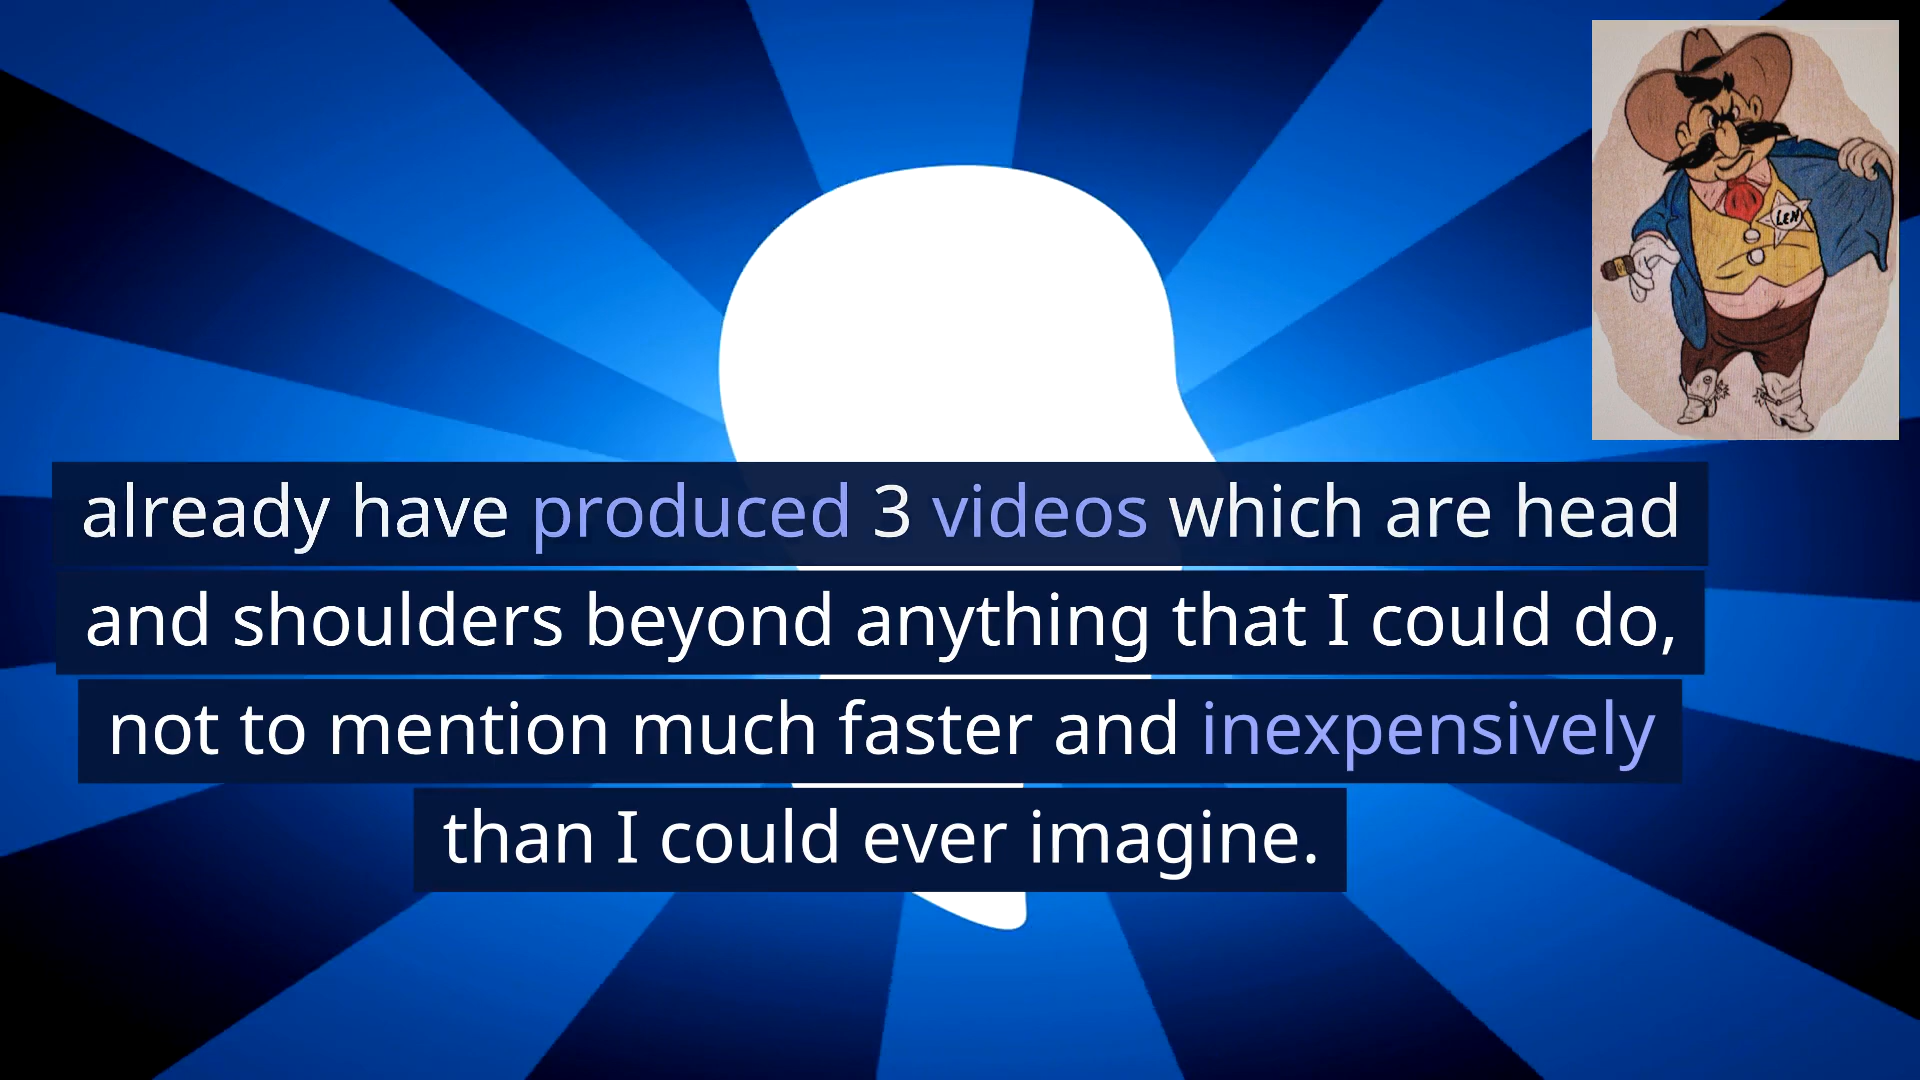 LEN
already have produced 3 videos which are head
and shoulders beyond anything that I could do,
not to mention much faster and inexpensively
than I could ever imagine.